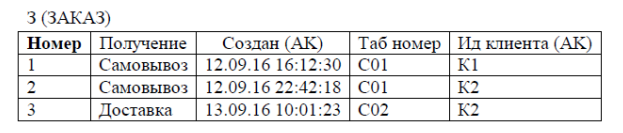 З (ЗАКАЗ)
Номер Получение Создан (АК) Таб номер Ид клиента (АК)
1 Самовывоз 12.09.16 16:12:30 С01 К1
2 Самовывоз 12.09.16 22:42:18 С01 К2
3 Доставка 13.09.16 10:01:23 С02 К2